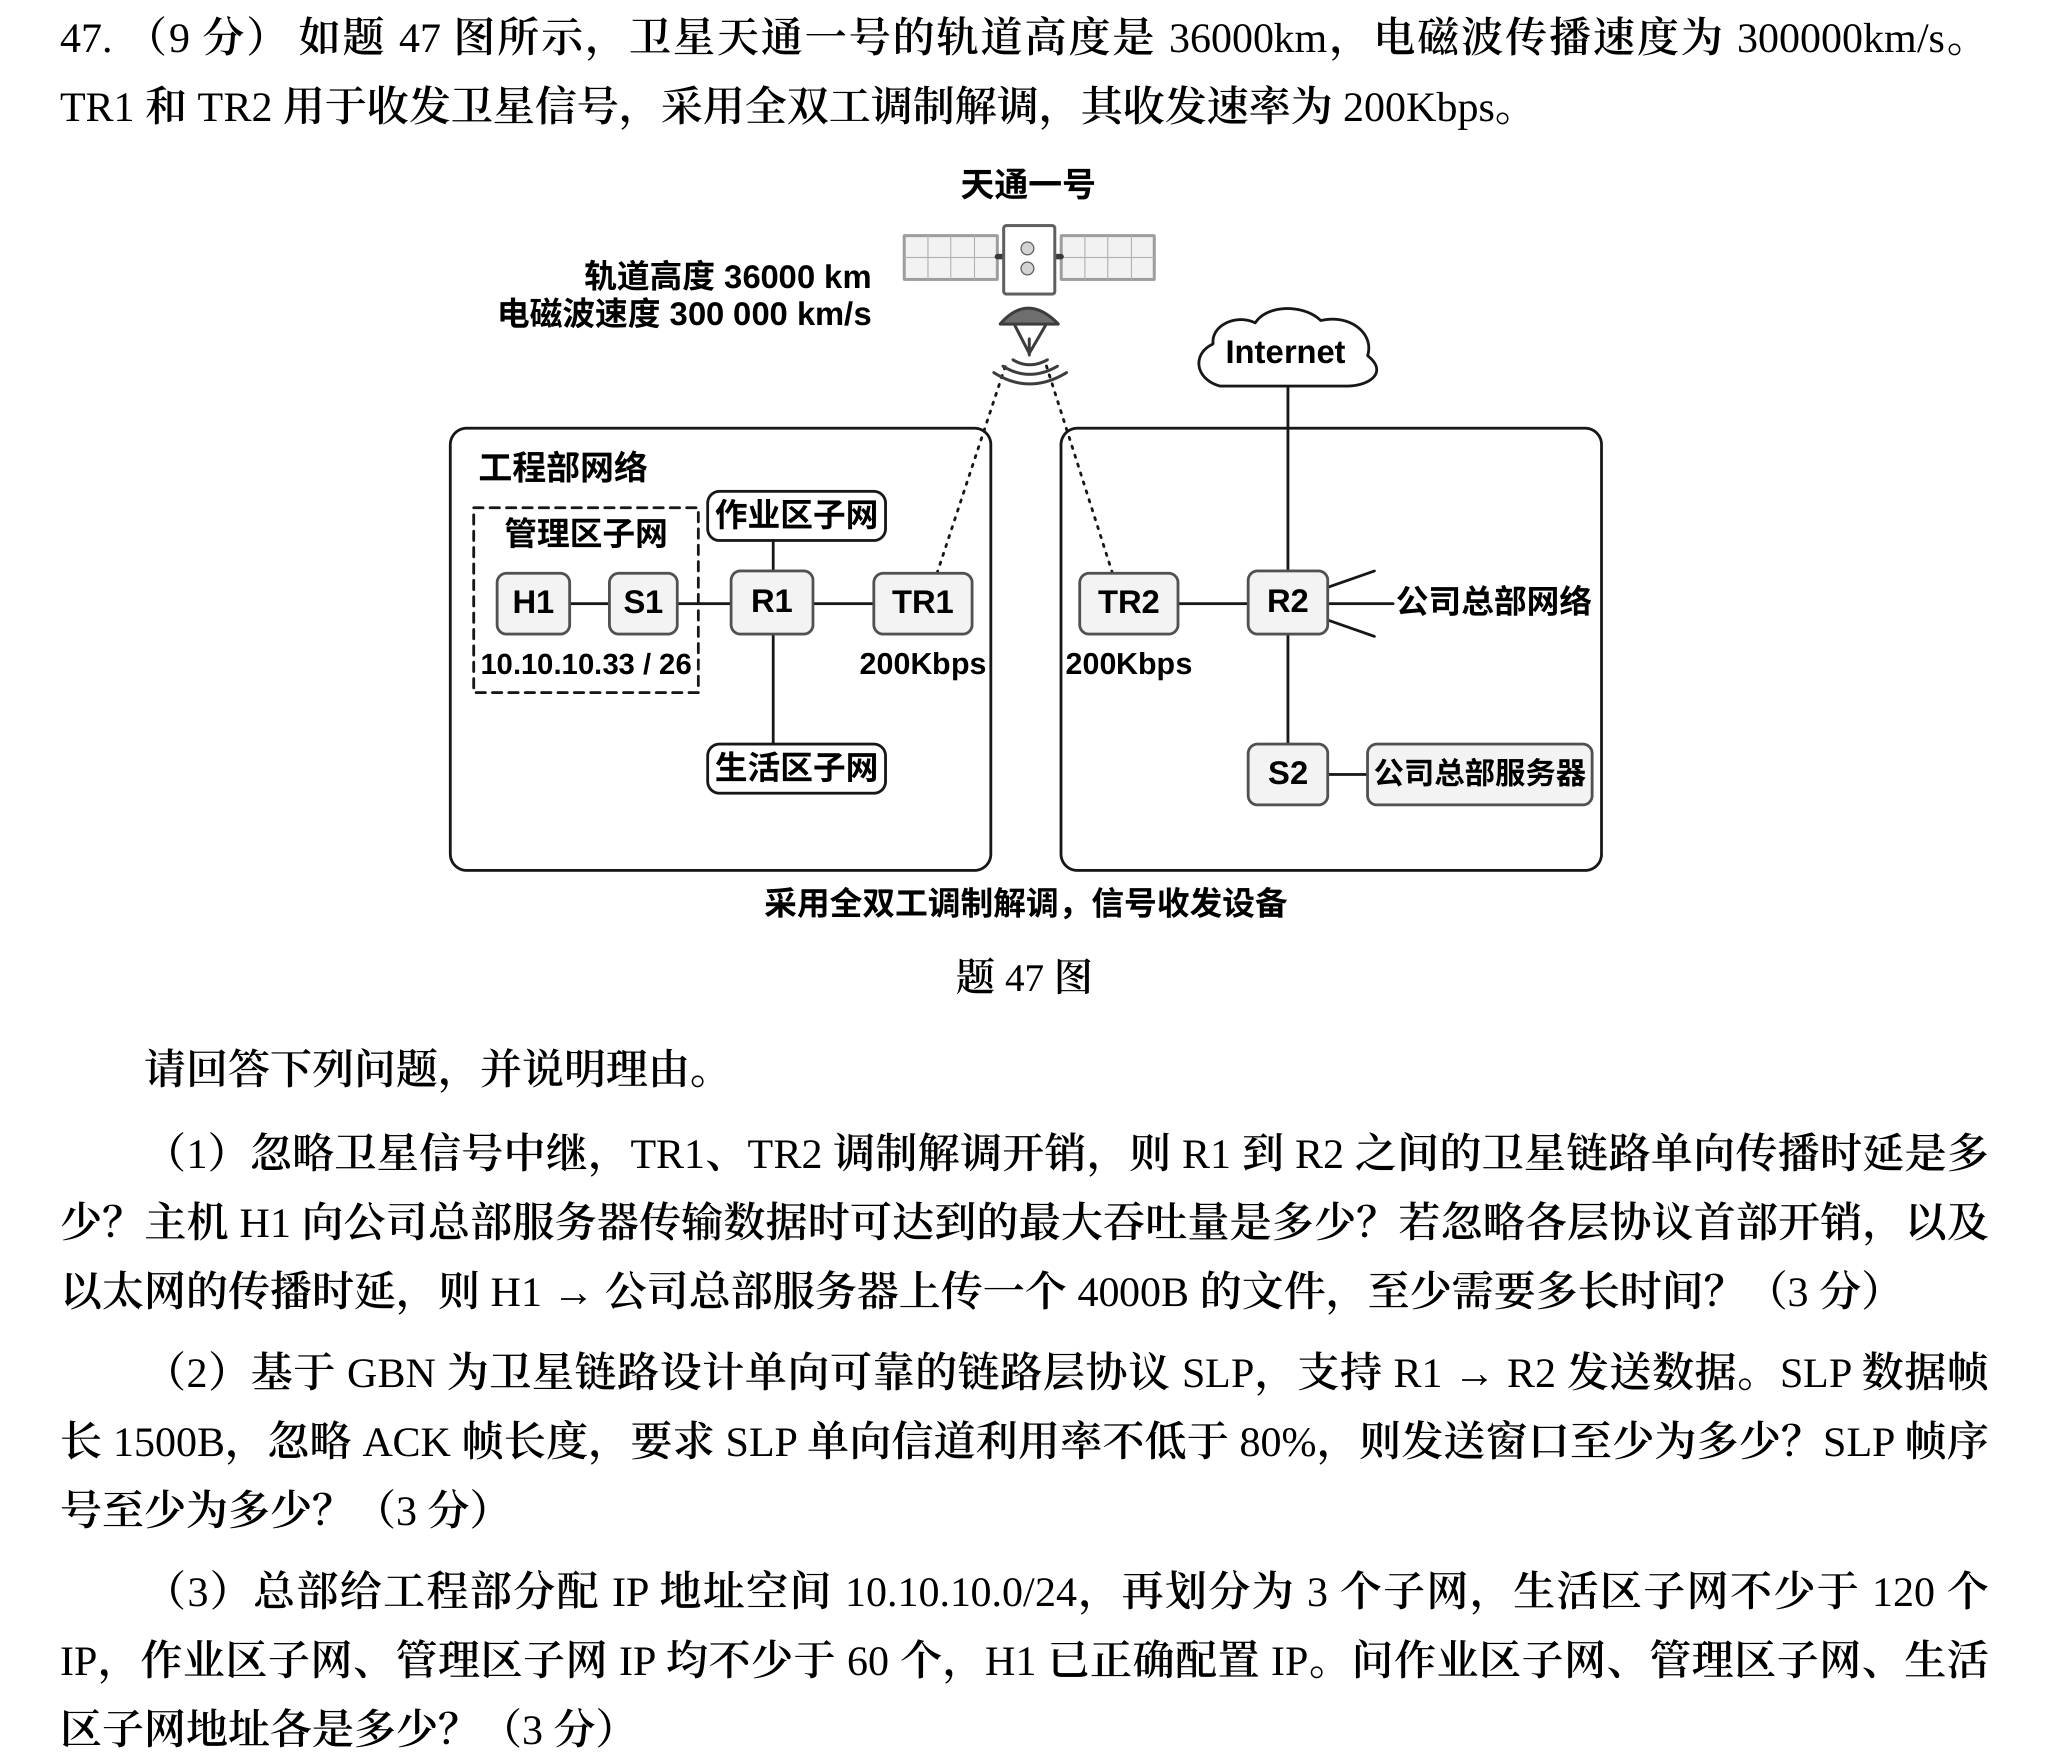 47. （9 分） 如题 47 图所示，卫星天通一号的轨道高度是 36000km，电磁波传播速度为 300000km/s。
TR1 和 TR2 用于收发卫星信号，采用全双工调制解调，其收发速率为 200Kbps。
天通一号
轨道高度 36000 km
电磁波速度 300 000 km/s
Internet
工程部网络
管理区子网
作业区子网
H1
S1
R1
TR1
TR2
R2
公司总部网络
10.10.10.33 / 26
200Kbps
200Kbps
生活区子网
S2
公司总部服务器
采用全双工调制解调，信号收发设备
题 47 图
请回答下列问题，并说明理由。
（1）忽略卫星信号中继，TR1、TR2 调制解调开销，则 R1 到 R2 之间的卫星链路单向传播时延是多
少？主机 H1 向公司总部服务器传输数据时可达到的最大吞吐量是多少？若忽略各层协议首部开销，以及
以太网的传播时延，则 H1 → 公司总部服务器上传一个 4000B 的文件，至少需要多长时间？（3 分）
（2）基于 GBN 为卫星链路设计单向可靠的链路层协议 SLP，支持 R1 → R2 发送数据。SLP 数据帧
长 1500B，忽略 ACK 帧长度，要求 SLP 单向信道利用率不低于 80%，则发送窗口至少为多少？SLP 帧序
号至少为多少？（3 分）
（3）总部给工程部分配 IP 地址空间 10.10.10.0/24，再划分为 3 个子网，生活区子网不少于 120 个
IP，作业区子网、管理区子网 IP 均不少于 60 个，H1 已正确配置 IP。问作业区子网、管理区子网、生活
区子网地址各是多少？（3 分）